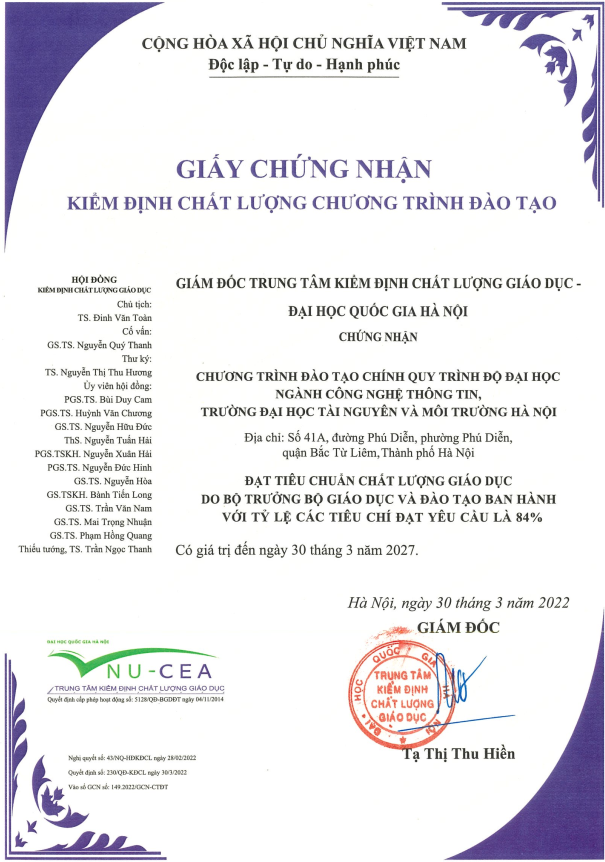 CỘNG HÒA XÃ HỘI CHỦ NGHĨA VIỆT NAM
Độc lập - Tự do - Hạnh phúc
GIẤY CHỨNG NHẬN
KIỂM ĐỊNH CHẤT LƯỢNG CHƯƠNG TRÌNH ĐÀO TẠO
HỘI ĐỒNG
KIỂM ĐỊNH CHẤT LƯỢNG GIÁO DỤC
Chủ tịch:
TS. Đinh Văn Toàn
Cố vấn:
GS.TS. Nguyễn Quý Thanh
Thư ký:
TS. Nguyễn Thị Thu Hương
Ủy viên hội đồng:
PGS.TS. Bùi Duy Cam
PGS.TS. Huỳnh Văn Chương
GS.TS. Nguyễn Hữu Đức
ThS. Nguyễn Tuấn Hải
PGS.TSKH. Nguyễn Xuân Hải
PGS.TS. Nguyễn Đức Hinh
GS.TS. Nguyễn Hòa
GS.TSKH. Bành Tiến Long
GS.TS. Trần Văn Nam
GS.TS. Mai Trọng Nhuận
GS.TS. Phạm Hồng Quang
Thiếu tướng, TS. Trần Ngọc Thanh
GIÁM ĐỐC TRUNG TÂM KIỂM ĐỊNH CHẤT LƯỢNG GIÁO DỤC -
ĐẠI HỌC QUỐC GIA HÀ NỘI
CHỨNG NHẬN
CHƯƠNG TRÌNH ĐÀO TẠO CHÍNH QUY TRÌNH ĐỘ ĐẠI HỌC
NGÀNH CÔNG NGHỆ THÔNG TIN,
TRƯỜNG ĐẠI HỌC TÀI NGUYÊN VÀ MÔI TRƯỜNG HÀ NỘI
Địa chỉ: Số 41A, đường Phú Diễn, phường Phú Diễn,
quận Bắc Từ Liêm, Thành phố Hà Nội
ĐẠT TIÊU CHUẨN CHẤT LƯỢNG GIÁO DỤC
DO BỘ TRƯỞNG BỘ GIÁO DỤC VÀ ĐÀO TẠO BAN HÀNH
VỚI TỶ LỆ CÁC TIÊU CHÍ ĐẠT YÊU CẦU LÀ 84%
Có giá trị đến ngày 30 tháng 3 năm 2027.
Hà Nội, ngày 30 tháng 3 năm 2022
GIÁM ĐỐC
ĐẠI HỌC QUỐC GIA HÀ NỘI
TRUNG TÂM
KIỂM ĐỊNH
CHẤT LƯỢNG
GIÁO DỤC
Tạ Thị Thu Hiền
ĐẠI HỌC QUỐC GIA HÀ NỘI
VNU-CEA
TRUNG TÂM KIỂM ĐỊNH CHẤT LƯỢNG GIÁO DỤC
Quyết định cấp phép hoạt động số: 5128/QĐ-BGDĐT ngày 04/11/2014
Nghị quyết số: 43/NQ-HĐKĐCL ngày 28/02/2022
Quyết định số: 230/QĐ-KĐCL ngày 30/3/2022
Vào sổ GCN số: 149.2022/GCN-CTĐT